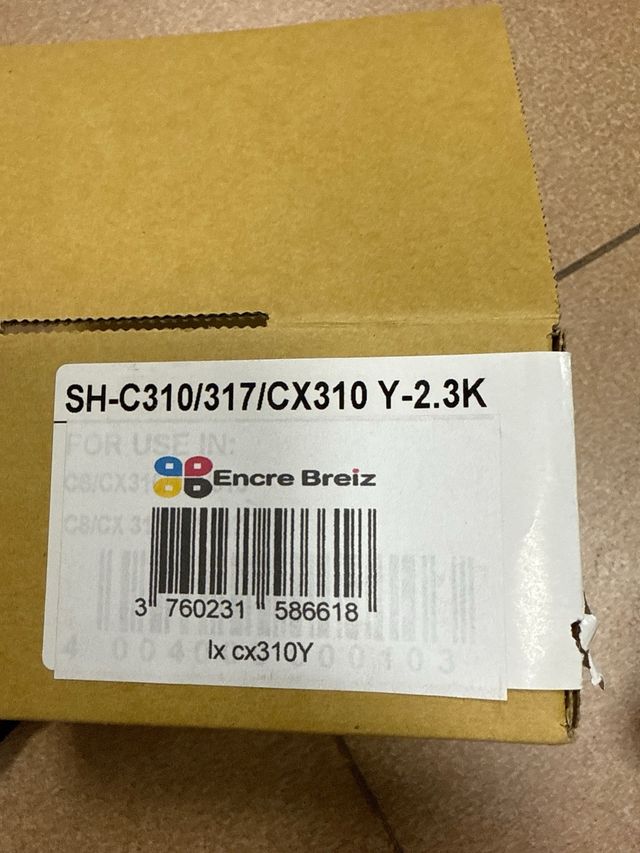 SH-C310/317/CX310 Y-2.3K
FOR USE IN:
Encre Breiz
3 760231 586618
lx cx310Y